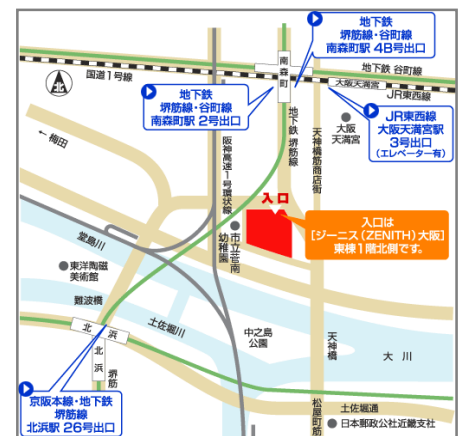 地下鉄
堺筋線・谷町線
南森町駅 4B号出口
地下鉄 谷町線
国道1号線
南森町
大阪天満宮
JR東西線
北
地下鉄
堺筋線・谷町線
南森町駅 2号出口
JR東西線
大阪天満宮駅
3号出口
(エレベーター有)
←梅田
阪神高速1号環状線
地下鉄 堺筋線
天神橋筋商店街
大阪
天満宮
入口
入口は
[ジーニス(ZENITH)大阪]
東棟1階北側です。
市立菅南
幼稚園
堂島川
東洋陶磁
美術館
難波橋
土佐堀川
中之島
公園
天神橋
大川
北浜
北浜
堺筋
京阪本線・地下鉄
堺筋線
北浜駅 26号出口
松屋町筋
土佐堀通
日本郵政公社近畿支社